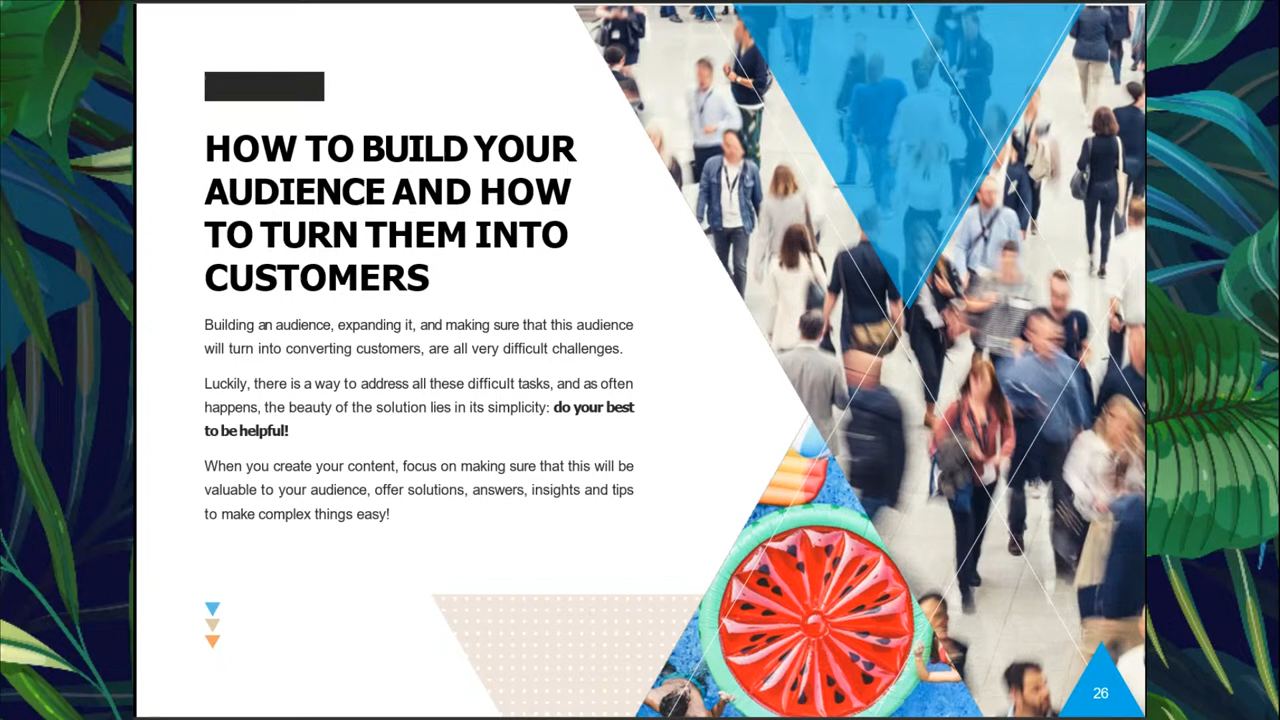 HOW TO BUILD YOUR
AUDIENCE AND HOW
TO TURN THEM INTO
CUSTOMERS
Building an audience, expanding it, and making sure that this audience
will turn into converting customers, are all very difficult challenges.
Luckily, there is a way to address all these difficult tasks, and as often
happens, the beauty of the solution lies in its simplicity: do your best
to be helpful!
When you create your content, focus on making sure that this will be
valuable to your audience, offer solutions, answers, insights and tips
to make complex things easy!
26